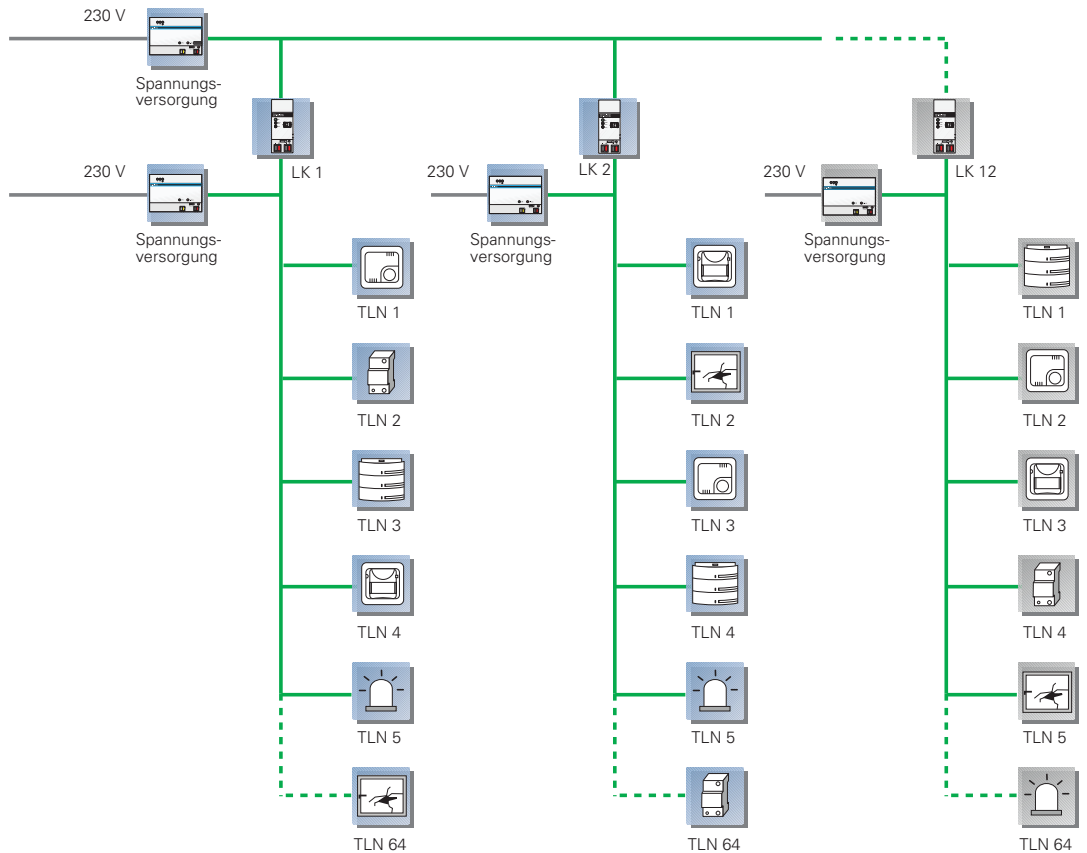 230 V
Spannungs-
versorgung
LK 1
LK 2
LK 12
230 V
230 V
230 V
Spannungs-
versorgung
Spannungs-
versorgung
Spannungs-
versorgung
TLN 1
TLN 1
TLN 1
TLN 2
TLN 2
TLN 2
TLN 3
TLN 3
TLN 3
TLN 4
TLN 4
TLN 4
TLN 5
TLN 5
TLN 5
TLN 64
TLN 64
TLN 64